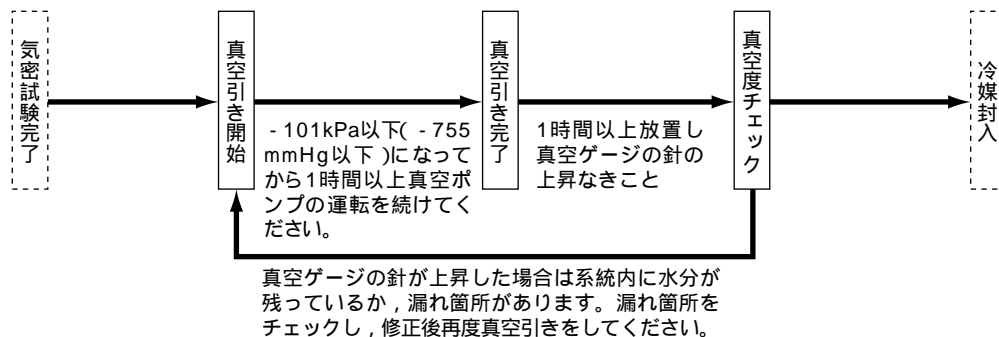 気密試験完了
真空引き開始
- 101kPa以下( - 755
mmHg以下 )になって
から1時間以上真空ポ
ンプの運転を続けてく
ださい。
真空引き完了
1時間以上放置し
真空ゲージの針の
上昇なきこと
真空度チェック
冷媒封入
真空ゲージの針が上昇した場合は系統内に水分が
残っているか , 漏れ箇所があります。漏れ箇所を
チェックし , 修正後再度真空引きをしてください。